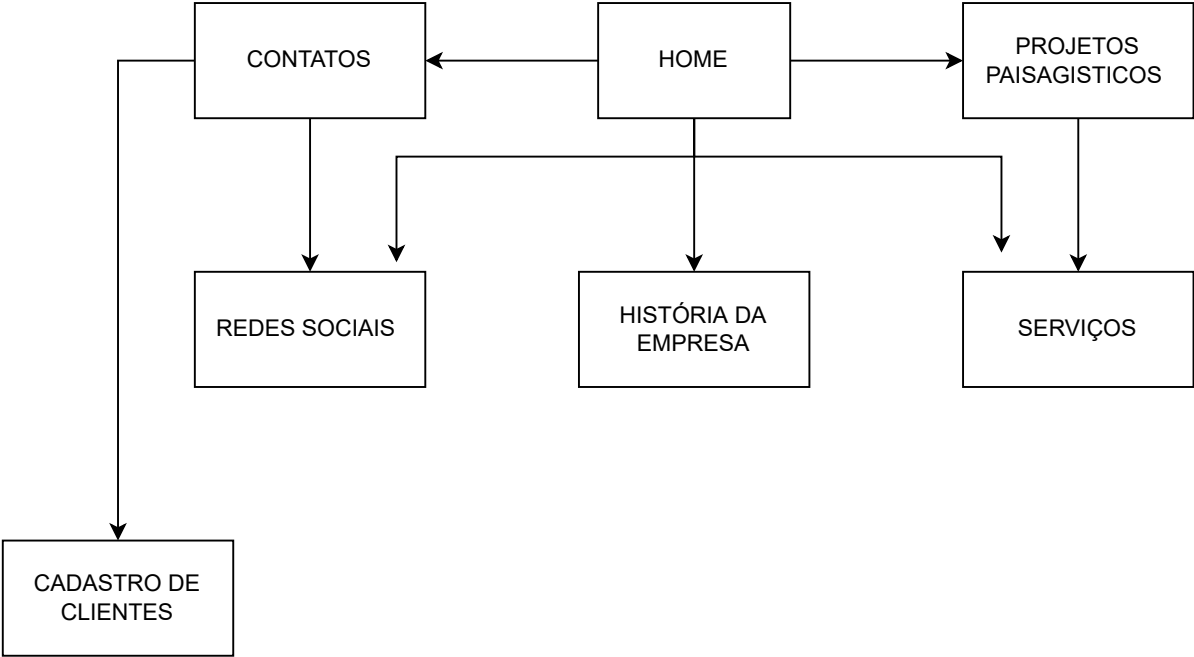 CONTATOS
HOME
PROJETOS
PAISAGISTICOS
REDES SOCIAIS
HISTÓRIA DA
EMPRESA
SERVIÇOS
CADASTRO DE
CLIENTES